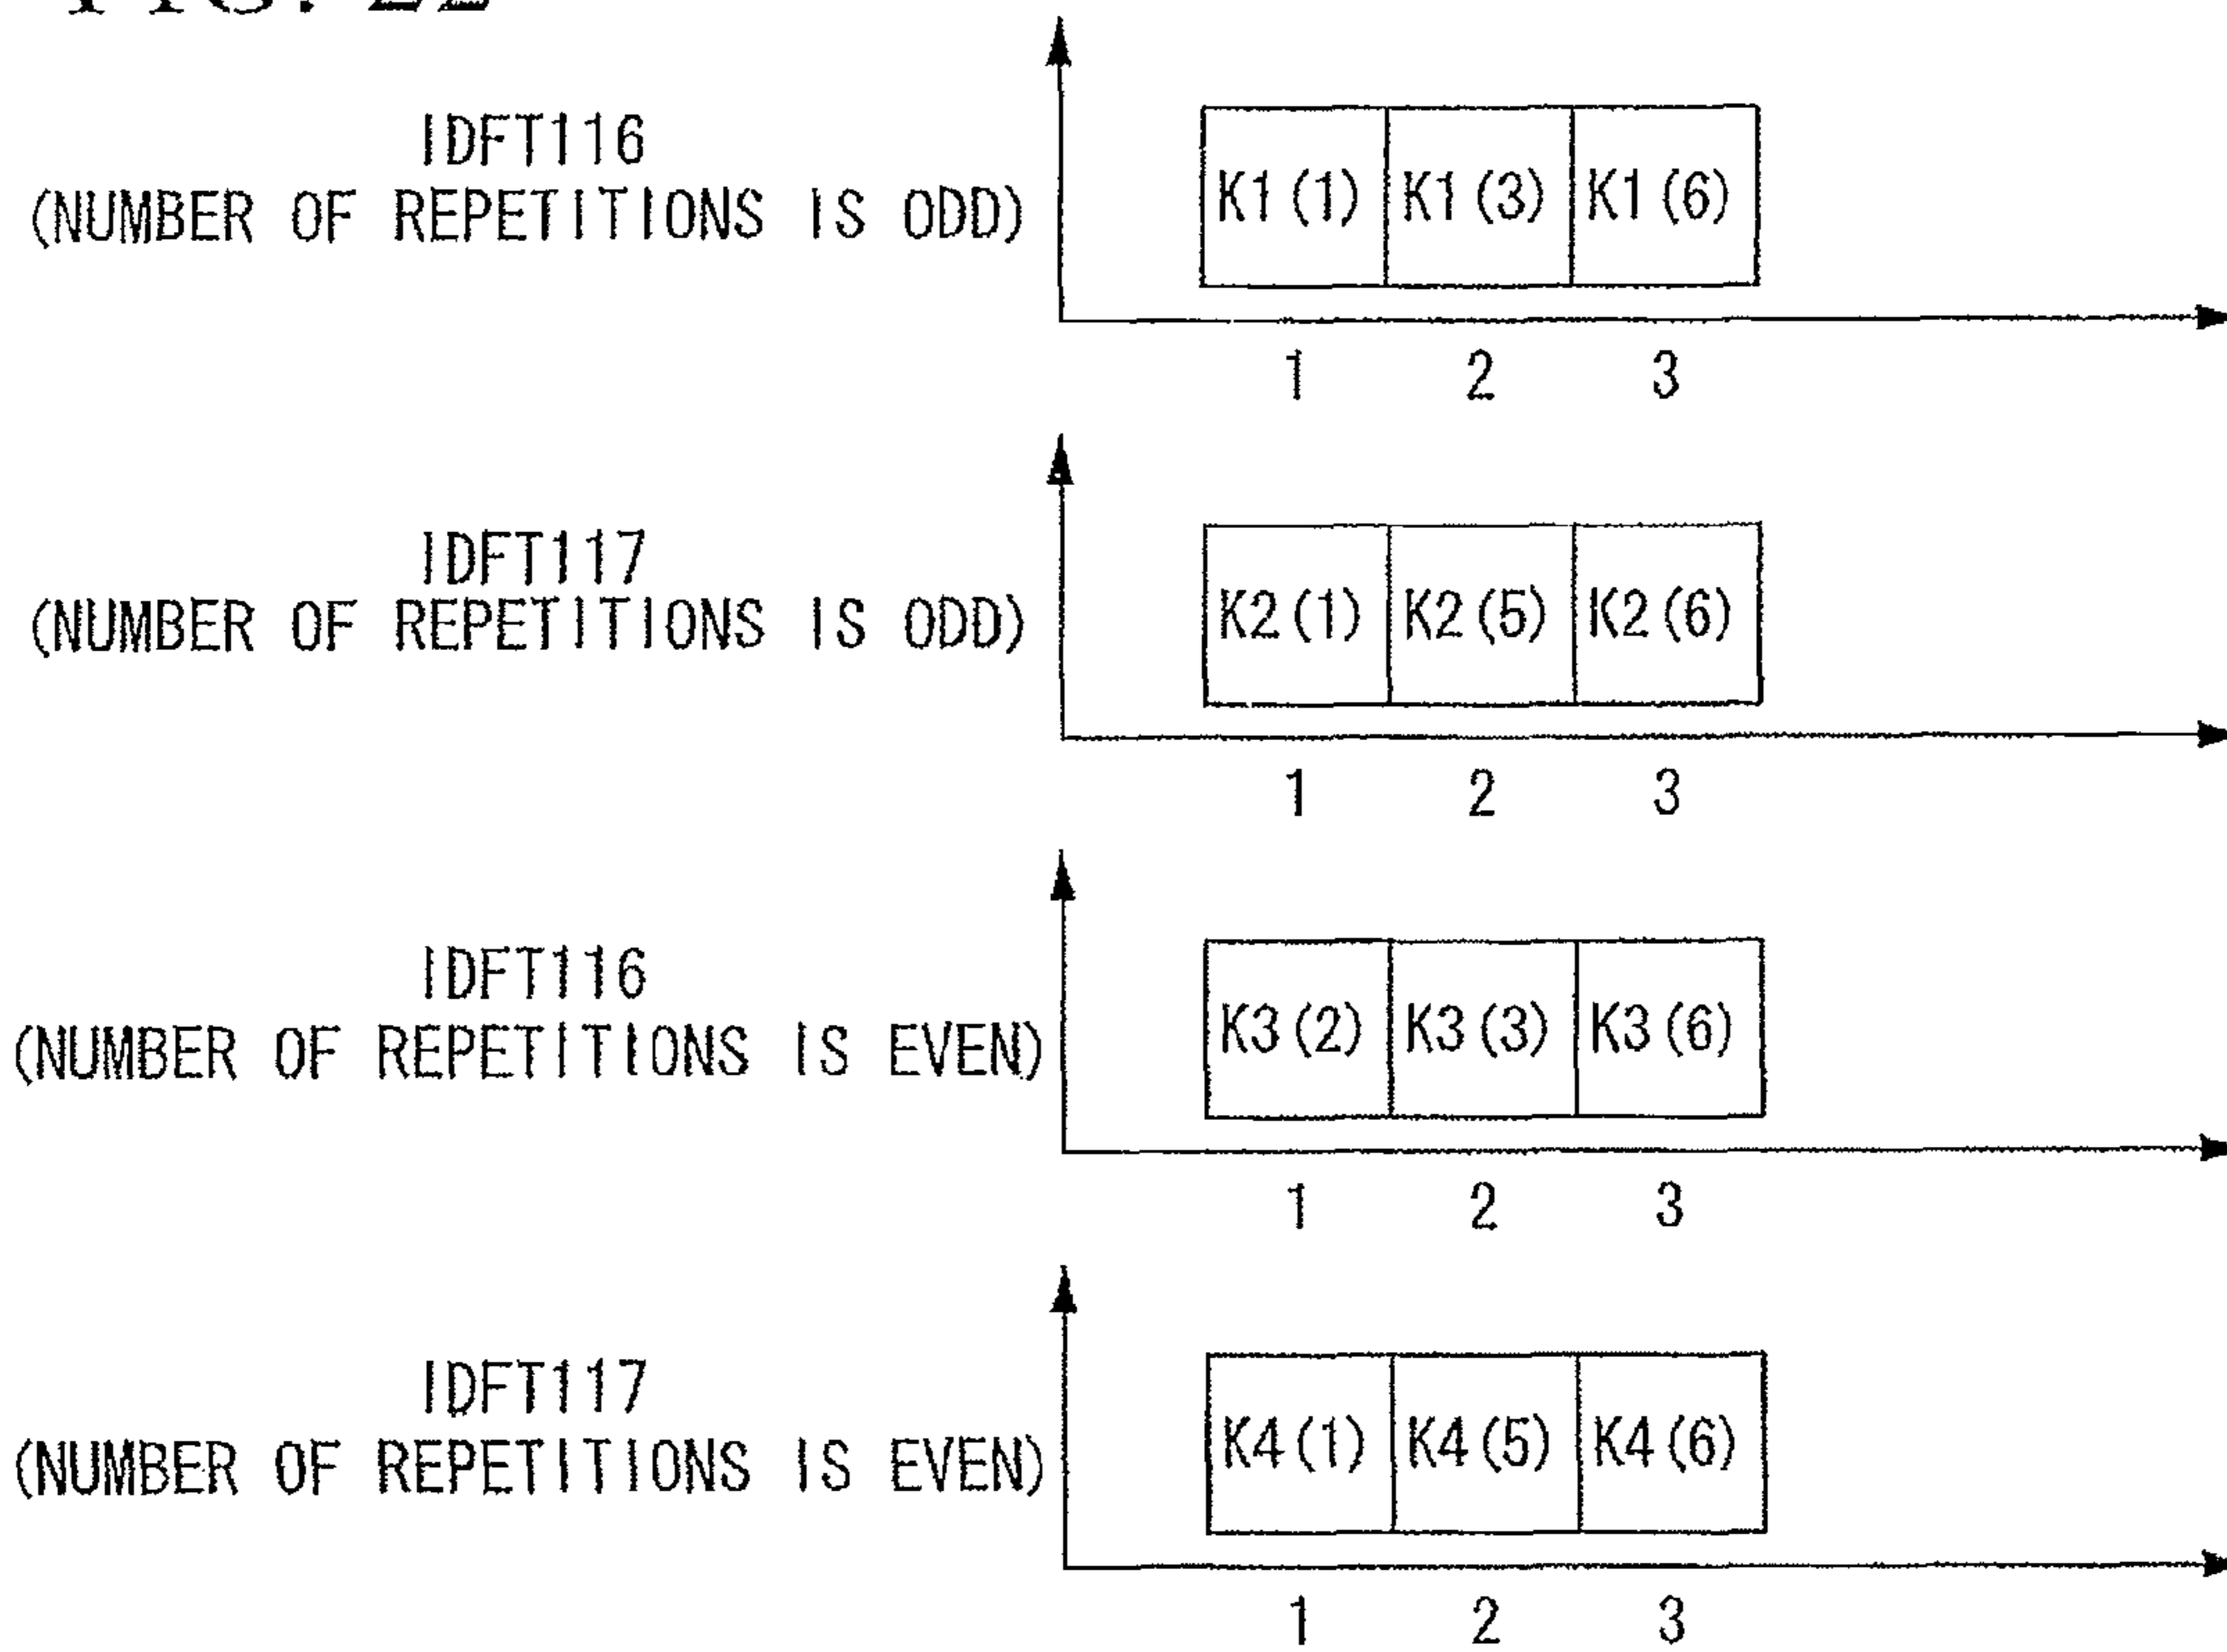 FIG. 22
IDFT116
(NUMBER OF REPETITIONS IS ODD)
K1(1) K1(3) K1(6)
1 2 3
IDFT117
(NUMBER OF REPETITIONS IS ODD)
K2(1) K2(5) K2(6)
1 2 3
IDFT116
(NUMBER OF REPETITIONS IS EVEN)
K3(2) K3(3) K3(6)
1 2 3
IDFT117
(NUMBER OF REPETITIONS IS EVEN)
K4(1) K4(5) K4(6)
1 2 3